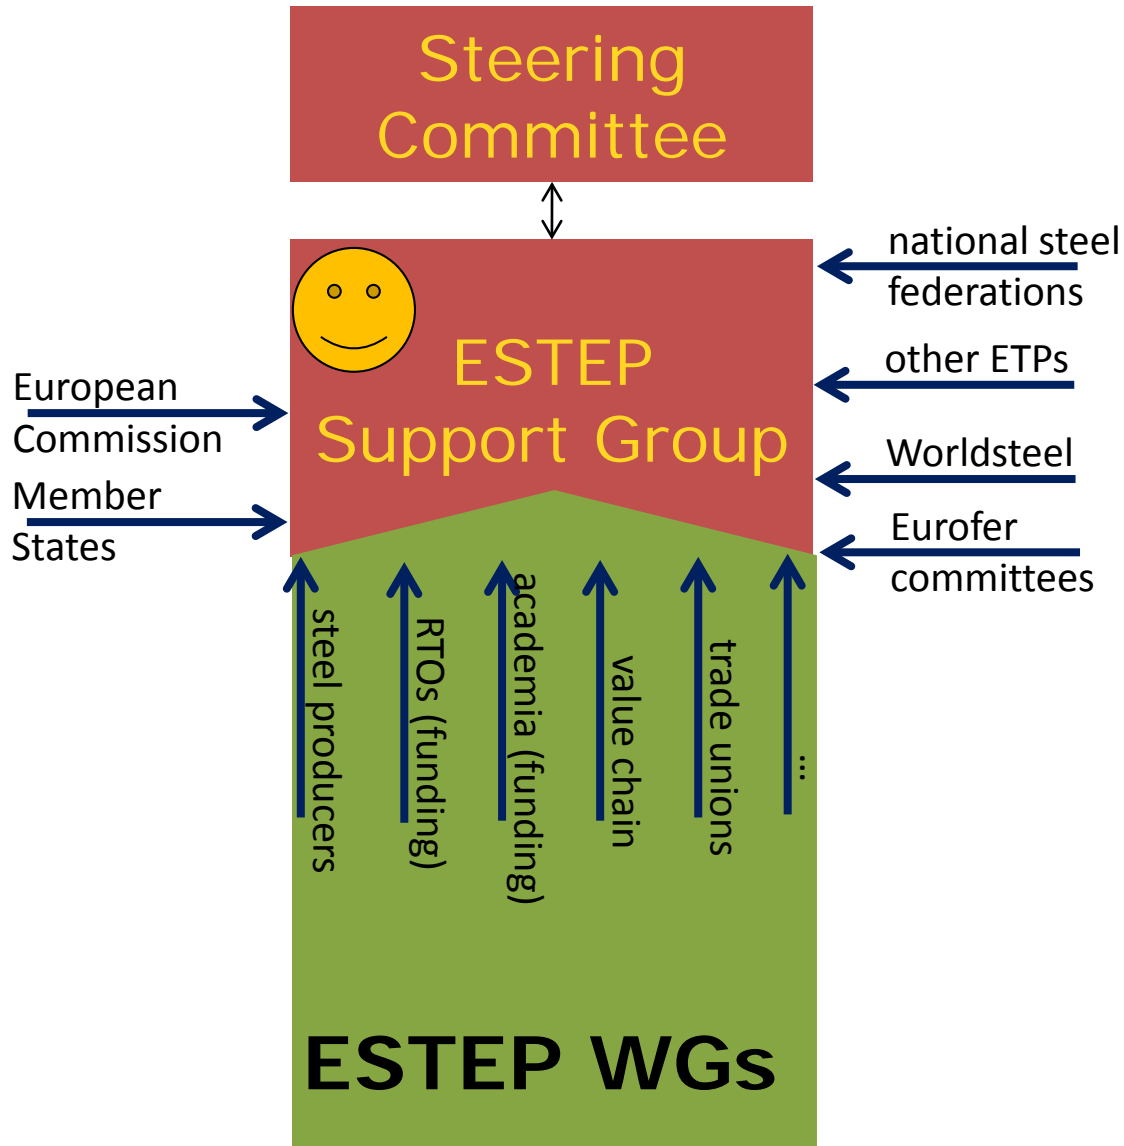 Steering
Committee
national steel
federations
ESTEP
Support Group
other ETPs
European
Commission
Worldsteel
Member
States
Eurofer
committees
steel producers
RTOs (funding)
academia (funding)
value chain
trade unions
...
ESTEP WGs